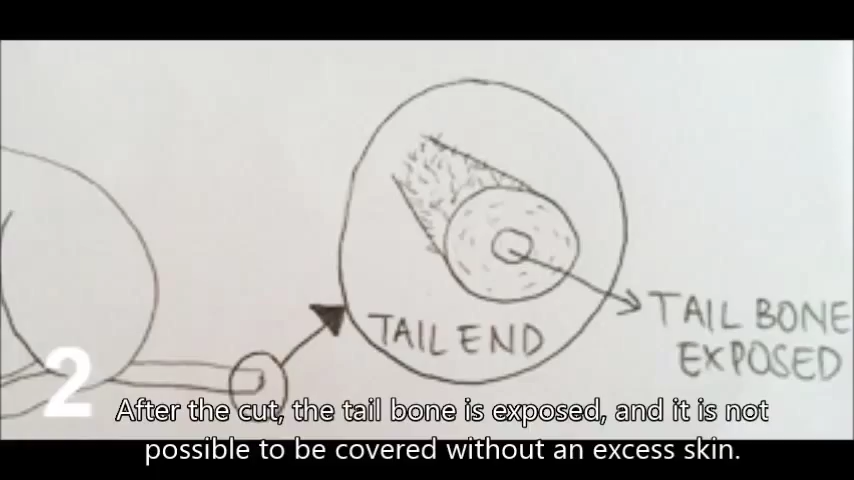 TAIL END
TAIL BONE
EXPOSED
2
After the cut, the tail bone is exposed, and it is not
possible to be covered without an excess skin.